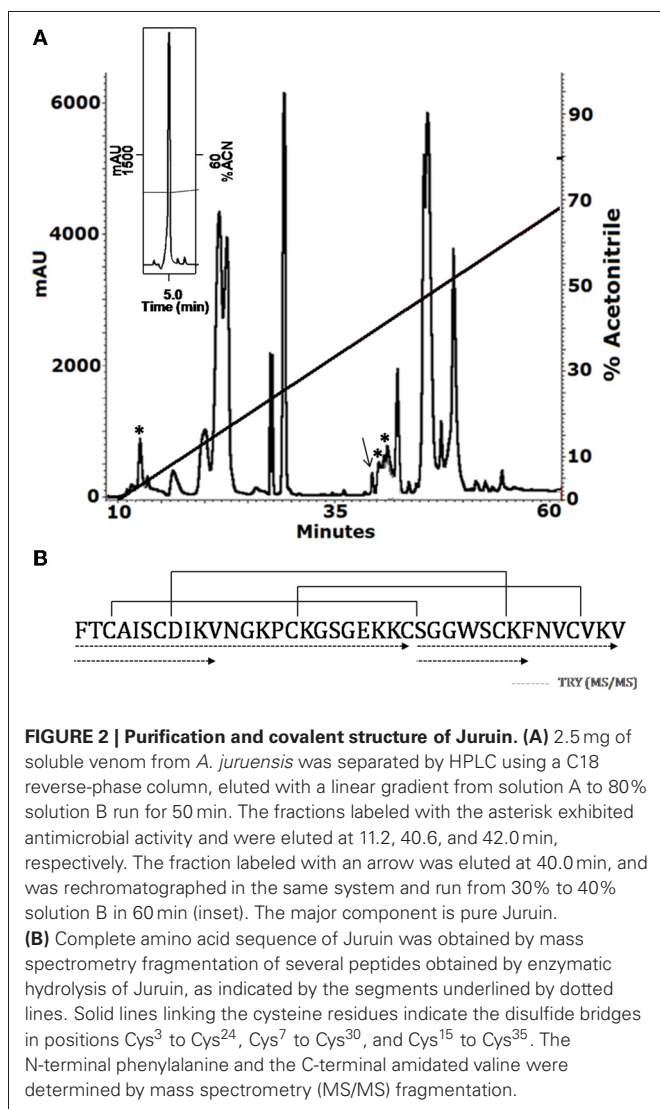 A
mAU
1500
60
%ACN
5.0
Time (min)
6000
4000
2000
0
mAU
90
70
50
30
10
0
% Acetonitrile
*
*
*
10
35
60
Minutes
B
FTCAISCDIKVNGKPCKGSGEKKCSGGWSCKFNVCVKV
TRY (MS/MS)
FIGURE 2 | Purification and covalent structure of Juruin. (A) 2.5 mg of
soluble venom from A. juruensis was separated by HPLC using a C18
reverse-phase column, eluted with a linear gradient from solution A to 80%
solution B run for 50 min. The fractions labeled with the asterisk exhibited
antimicrobial activity and were eluted at 11.2, 40.6, and 42.0 min,
respectively. The fraction labeled with an arrow was eluted at 40.0 min, and
was rechromatographed in the same system and run from 30% to 40%
solution B in 60 min (inset). The major component is pure Juruin.
(B) Complete amino acid sequence of Juruin was obtained by mass
spectrometry fragmentation of several peptides obtained by enzymatic
hydrolysis of Juruin, as indicated by the segments underlined by dotted
lines. Solid lines linking the cysteine residues indicate the disulfide bridges
in positions Cys³ to Cys²⁴, Cys⁷ to Cys³⁰, and Cys¹⁵ to Cys³⁵. The
N-terminal phenylalanine and the C-terminal amidated valine were
determined by mass spectrometry (MS/MS) fragmentation.